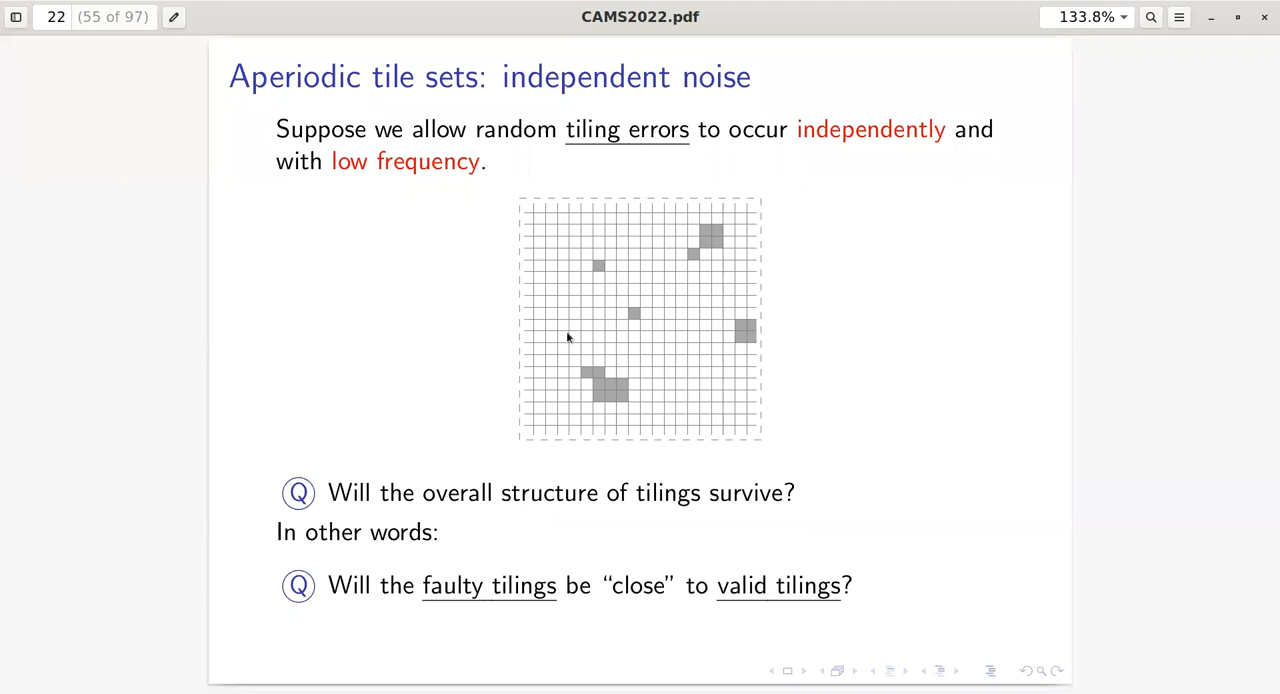 22 (55 of 97)
CAMS2022.pdf
133.8%
Aperiodic tile sets: independent noise
Suppose we allow random tiling errors to occur independently and
with low frequency.
Q Will the overall structure of tilings survive?
In other words:
Q Will the faulty tilings be “close” to valid tilings?